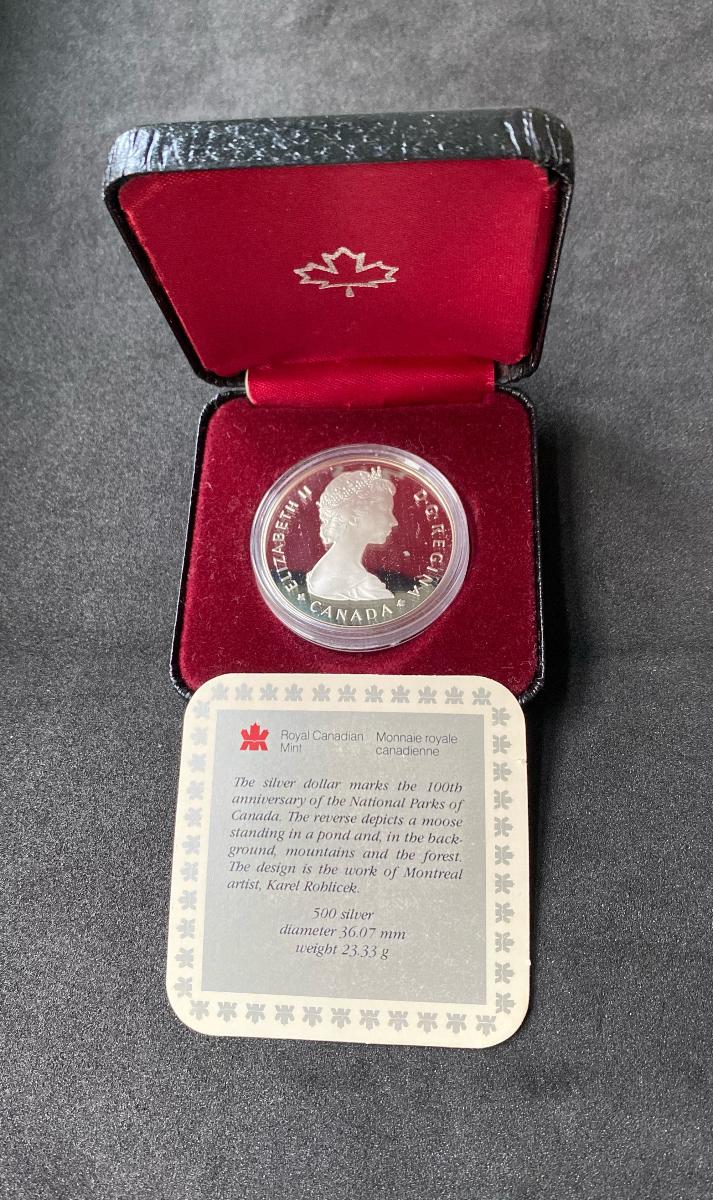 ELIZABETH II D·G·REGINA
CANADA
Royal Canadian Mint
Monnaie royale canadienne
The silver dollar marks the 100th
anniversary of the National Parks of
Canada. The reverse depicts a moose
standing in a pond and, in the back-
ground, mountains and the forest.
The design is the work of Montreal
artist, Karel Rohlicek.
500 silver
diameter 36.07 mm
weight 23.33 g